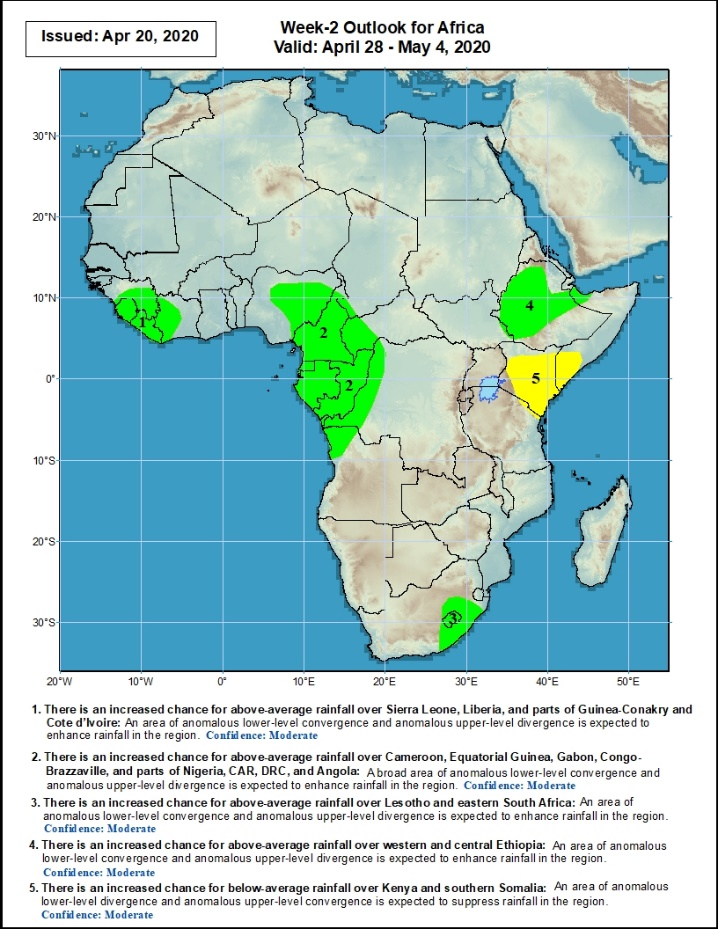 Issued: Apr 20, 2020
Week-2 Outlook for Africa
Valid: April 28 - May 4, 2020
30°N
20°N
10°N
0°
10°S
20°S
30°S
1
2
2
4
5
3
20°W
10°W
0°
10°E
20°E
30°E
40°E
50°E
1. There is an increased chance for above-average rainfall over Sierra Leone, Liberia, and parts of Guinea-Conakry and
Cote d'Ivoire: An area of anomalous lower-level convergence and anomalous upper-level divergence is expected to
enhance rainfall in the region. Confidence: Moderate
2. There is an increased chance for above-average rainfall over Cameroon, Equatorial Guinea, Gabon, Congo-
Brazzaville, and parts of Nigeria, CAR, DRC, and Angola: A broad area of anomalous lower-level convergence and
anomalous upper-level divergence is expected to enhance rainfall in the region. Confidence: Moderate
3. There is an increased chance for above-average rainfall over Lesotho and eastern South Africa: An area of
anomalous lower-level convergence and anomalous upper-level divergence is expected to enhance rainfall in the region.
Confidence: Moderate
4. There is an increased chance for above-average rainfall over western and central Ethiopia: An area of anomalous
lower-level convergence and anomalous upper-level divergence is expected to enhance rainfall in the region.
Confidence: Moderate
5. There is an increased chance for below-average rainfall over Kenya and southern Somalia: An area of anomalous
lower-level divergence and anomalous upper-level convergence is expected to suppress rainfall in the region.
Confidence: Moderate